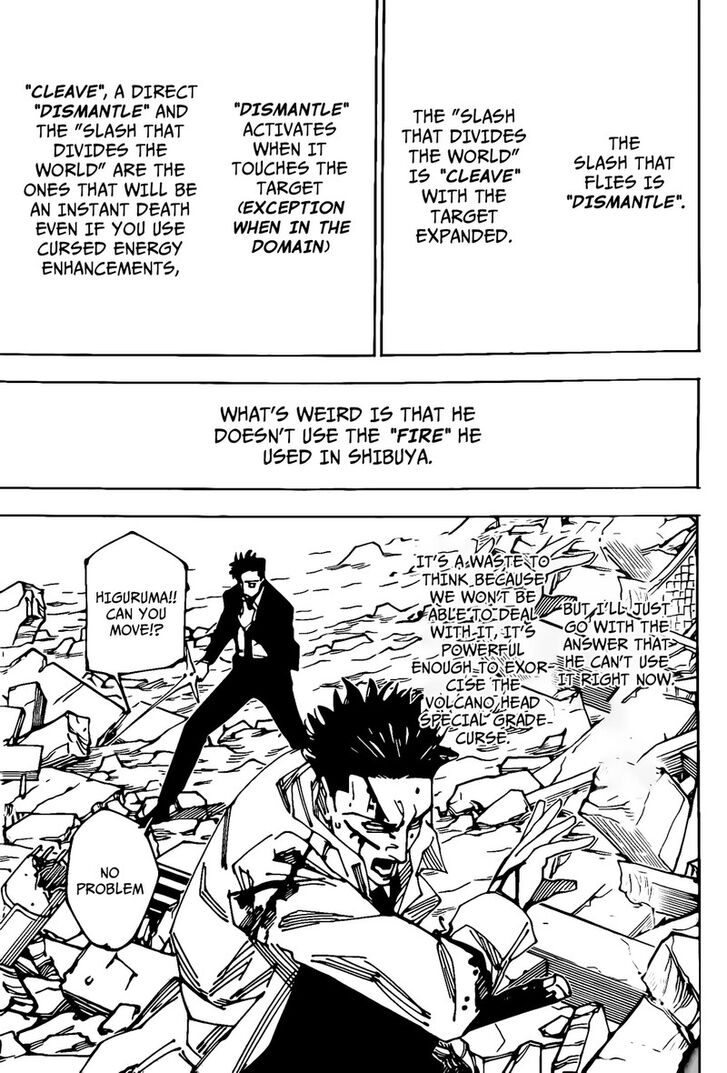 THE
SLASH THAT
FLIES IS
"DISMANTLE".
THE "SLASH
THAT DIVIDES
THE WORLD"
IS "CLEAVE"
WITH THE
TARGET
EXPANDED.
"DISMANTLE"
ACTIVATES
WHEN IT
TOUCHES THE
TARGET
(EXCEPTION
WHEN IN THE
DOMAIN)
"CLEAVE", A DIRECT
"DISMANTLE" AND
THE "SLASH THAT
DIVIDES THE
WORLD" ARE THE
ONES THAT WILL BE
AN INSTANT DEATH
EVEN IF YOU USE
CURSED ENERGY
ENHANCEMENTS,
WHAT'S WEIRD IS THAT HE
DOESN'T USE THE "FIRE" HE
USED IN SHIBUYA.
BUT I'LL JUST
GO WITH THE
ANSWER THAT
HE CAN'T USE
IT RIGHT NOW
IT'S A WASTE TO
THINK BECAUSE
WE WON'T BE
ABLE TO DEAL
WITH IT, IT'S
POWERFUL
ENOUGH TO EXOR-
CISE THE
VOLCANO HEAD
SPECIAL GRADE
CURSE.
HIGURUMA!!
CAN YOU
MOVE!?
NO
PROBLEM